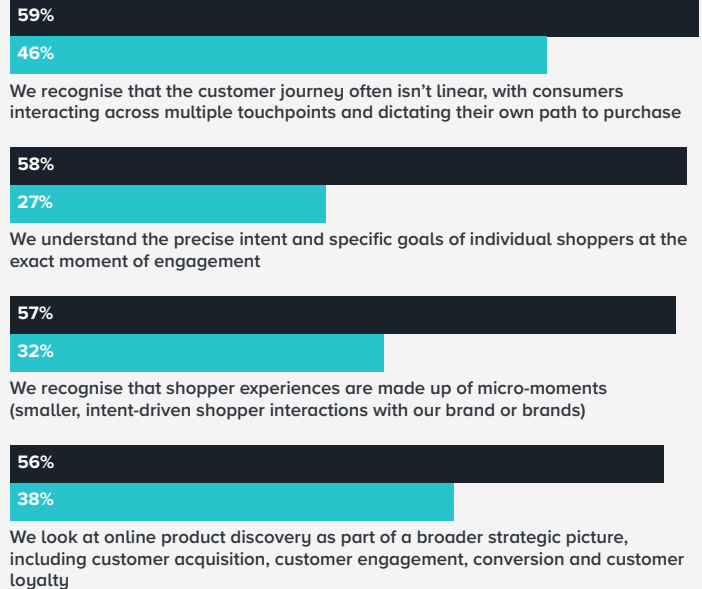 59%
46%
We recognise that the customer journey often isn’t linear, with consumers
interacting across multiple touchpoints and dictating their own path to purchase
58%
27%
We understand the precise intent and specific goals of individual shoppers at the
exact moment of engagement
57%
32%
We recognise that shopper experiences are made up of micro-moments
(smaller, intent-driven shopper interactions with our brand or brands)
56%
38%
We look at online product discovery as part of a broader strategic picture,
including customer acquisition, customer engagement, conversion and customer
loyalty